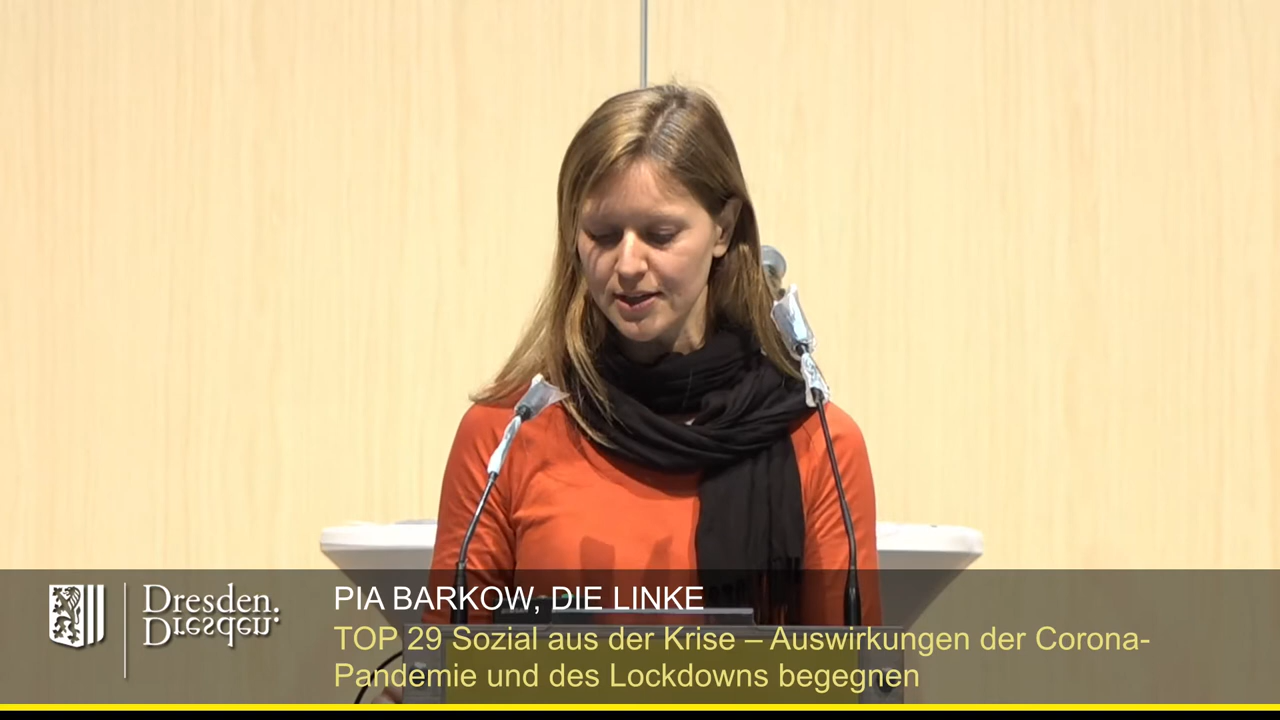 Dresden.
Dresden.
PIA BARKOW, DIE LINKE
TOP 29 Sozial aus der Krise – Auswirkungen der Corona-
Pandemie und des Lockdowns begegnen